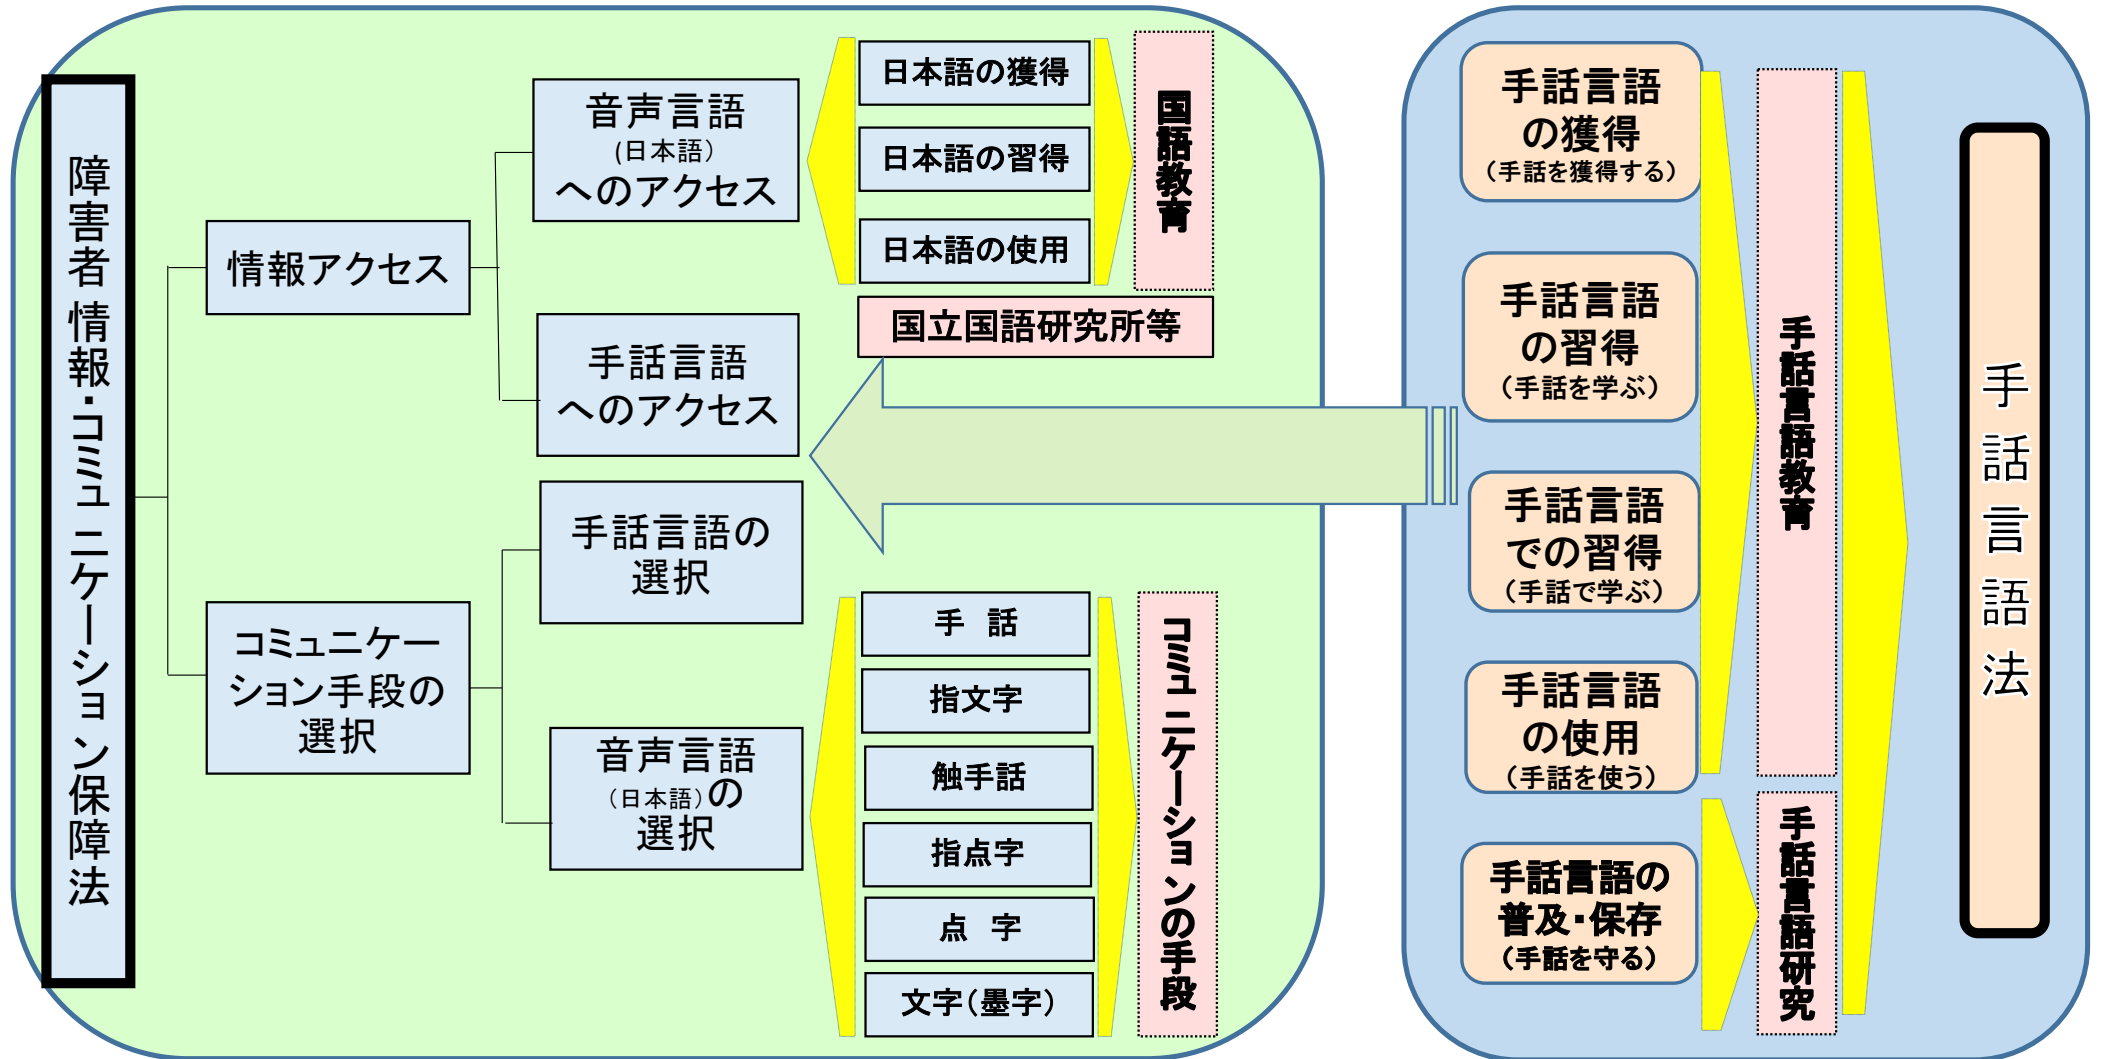 障害者 情報・コミュニケーション保障法
情報アクセス
コミュニケー
ション手段の
選択
音声言語
(日本語)
へのアクセス
手話言語
へのアクセス
手話言語の
選択
音声言語
(日本語)の
選択
日本語の獲得
日本語の習得
日本語の使用
国語教育
国立国語研究所等
手 話
指文字
触手話
指点字
点 字
文字(墨字)
コミュニケーションの手段
手話言語
の獲得
(手話を獲得する)
手話言語
の習得
(手話を学ぶ)
手話言語
での習得
(手話で学ぶ)
手話言語
の使用
(手話を使う)
手話言語の
普及・保存
(手話を守る)
手話言語教育
手話言語研究
手話言語法